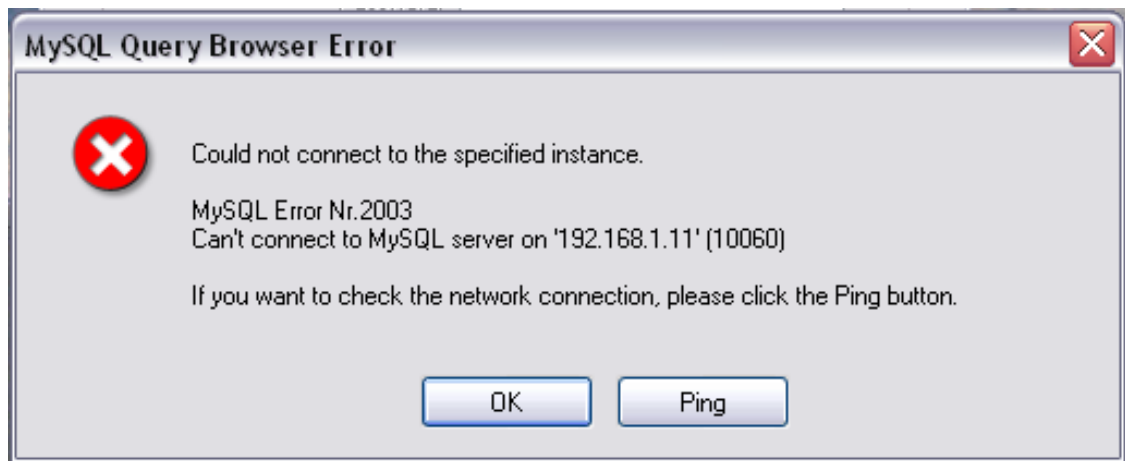 MySQL Query Browser Error
Could not connect to the specified instance.
MySQL Error Nr.2003
Can't connect to MySQL server on '192.168.1.11' (10060)
If you want to check the network connection, please click the Ping button.
OK
Ping